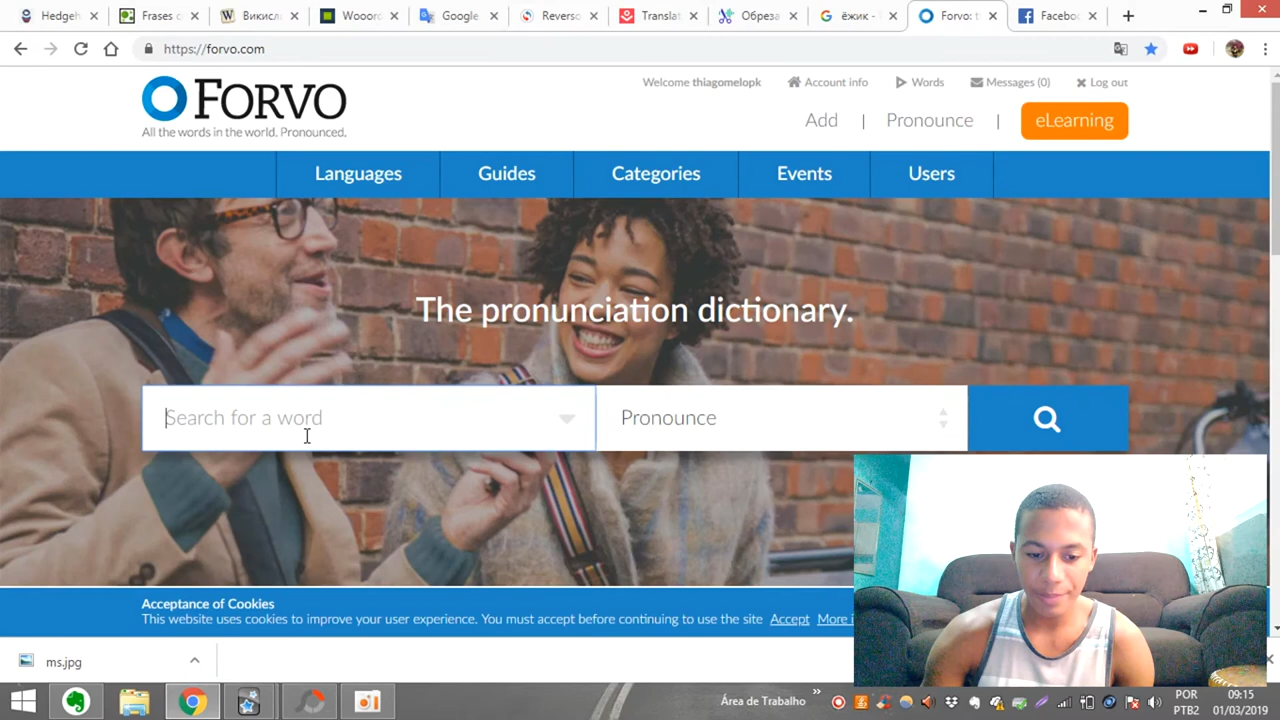 Hedgeh
Frases c
Викисл
Wooord
Google
Reverso
Translat
Обреза
ёжик -
Forvo: t
Faceboo
https://forvo.com
FORVO
All the words in the world. Pronounced.
Welcome thiagomelopk
Account info
Words
Messages (0)
Log out
Add | Pronounce | eLearning
Languages
Guides
Categories
Events
Users
The pronunciation dictionary.
Search for a word
Pronounce
Acceptance of Cookies
This website uses cookies to improve your user experience. You must accept before continuing to use the site Accept More i
ms.jpg
Área de Trabalho
POR
PTB2
09:15
01/03/2019